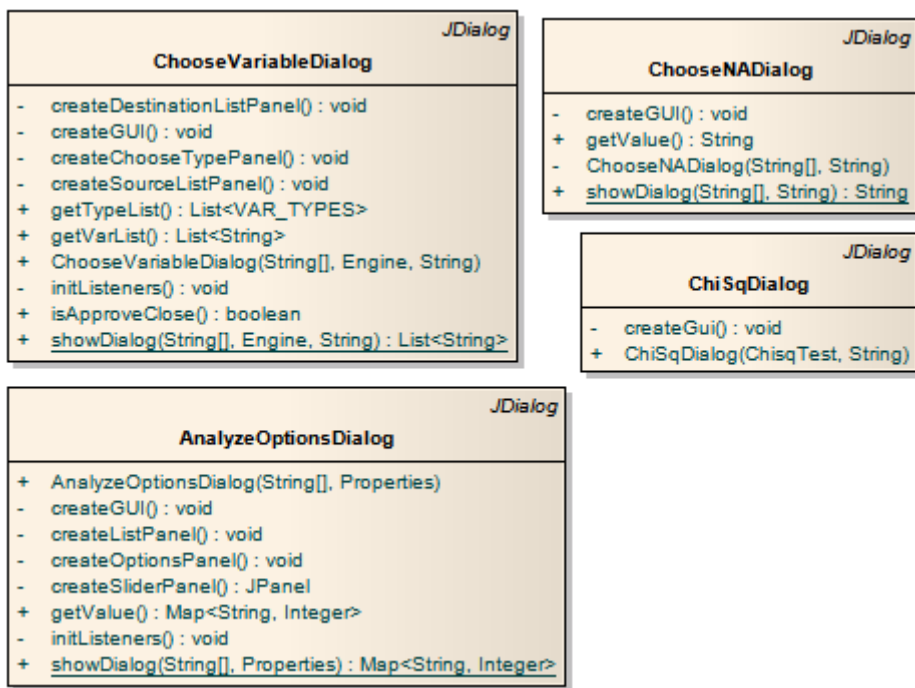 JDialog
ChooseVariableDialog
- createDestinationListPanel() : void
- createGUI() : void
- createChooseTypePanel() : void
- createSourceListPanel() : void
+ getTypeList() : List<VAR_TYPES>
+ getVarList() : List<String>
+ ChooseVariableDialog(String[], Engine, String)
- initListeners() : void
+ isApproveClose() : boolean
+ showDialog(String[], Engine, String) : List<String>
JDialog
ChooseNADialog
- createGUI() : void
+ getValue() : String
- ChooseNADialog(String[], String)
+ showDialog(String[], String) : String
JDialog
ChiSqDialog
- createGui() : void
+ ChiSqDialog(ChisqTest, String)
JDialog
AnalyzeOptionsDialog
+ AnalyzeOptionsDialog(String[], Properties)
- createGUI() : void
- createListPanel() : void
- createOptionsPanel() : void
- createSliderPanel() : JPanel
+ getValue() : Map<String, Integer>
- initListeners() : void
+ showDialog(String[], Properties) : Map<String, Integer>